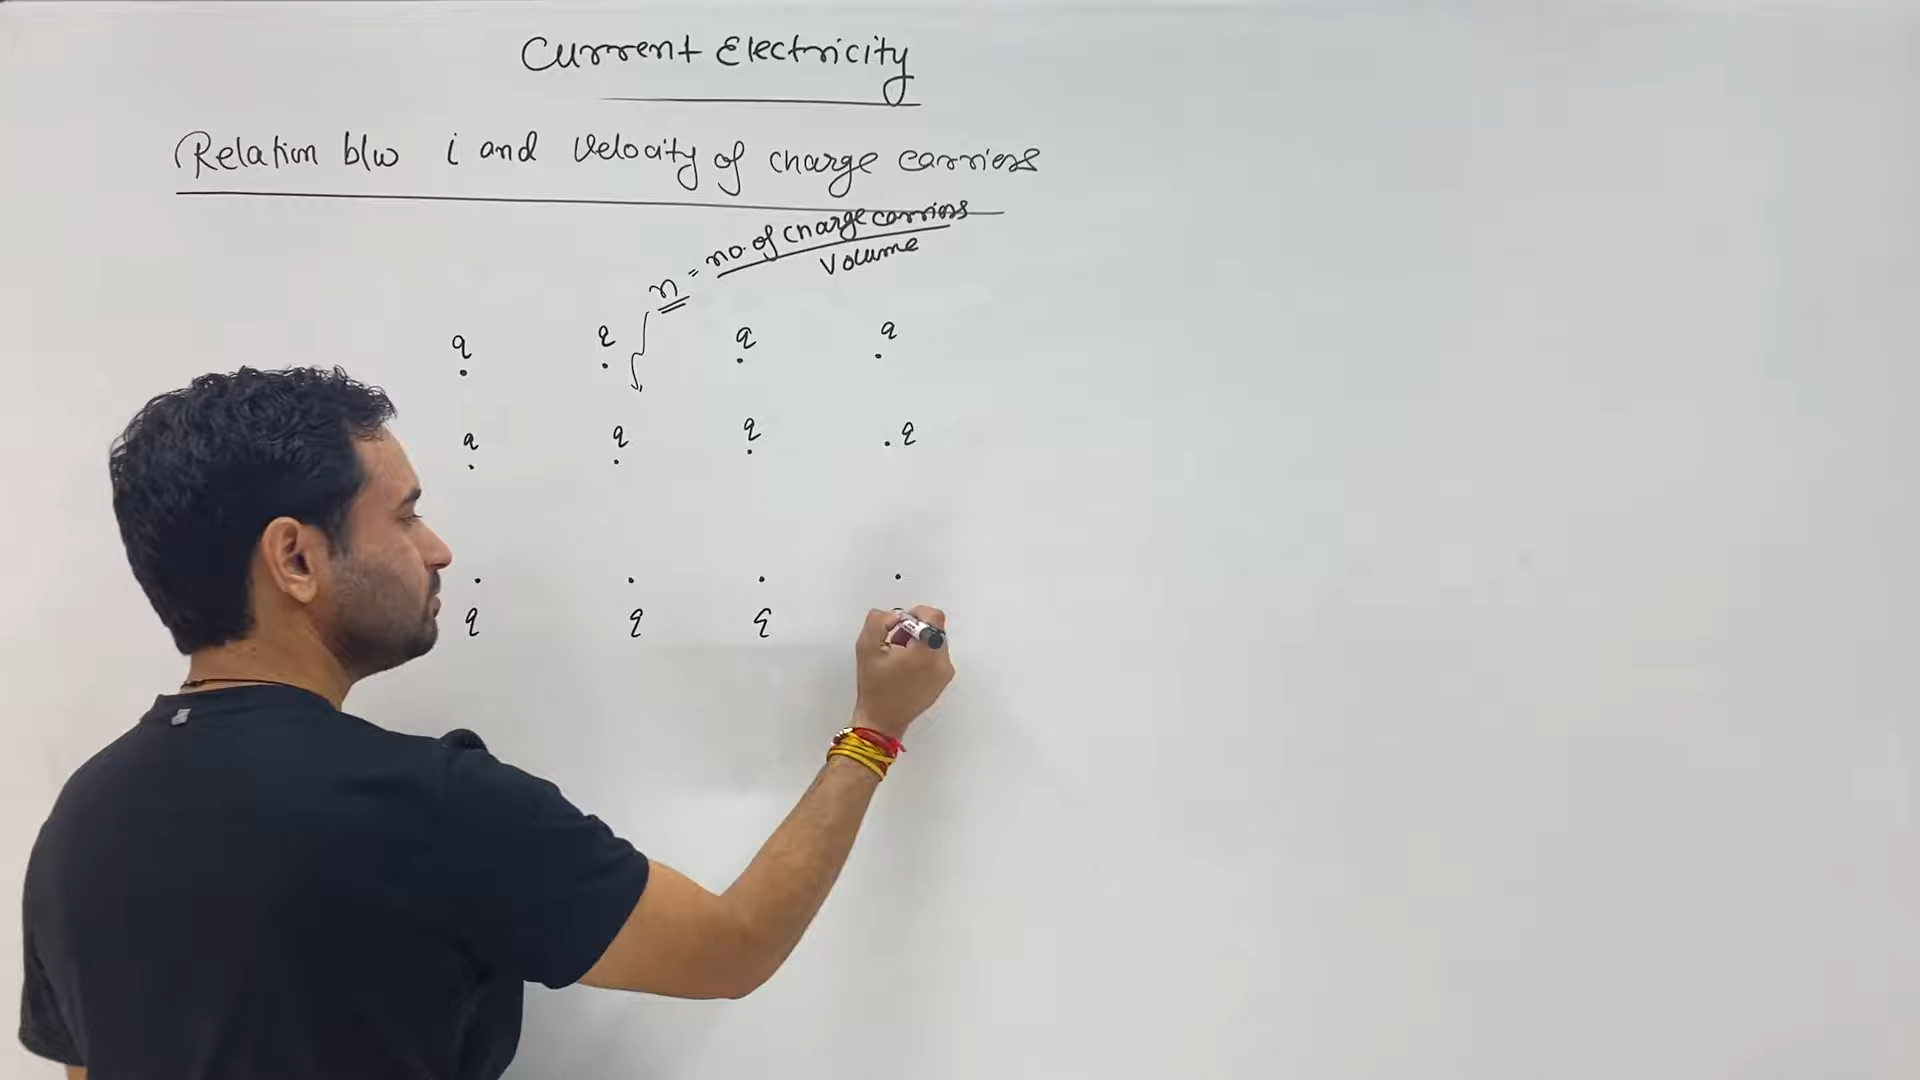 Current Electricity
Relation b/w i and velocity of charge carriers
n = no. of charge carriers
Volume
q q q q
q q q q
q q q